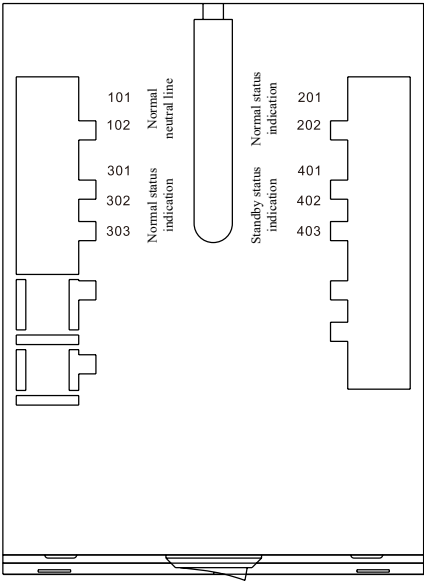 101
102
Normal
neutral line
301
302
303
Normal status
indication
Normal status
indication
201
202
Standby status
indication
401
402
403